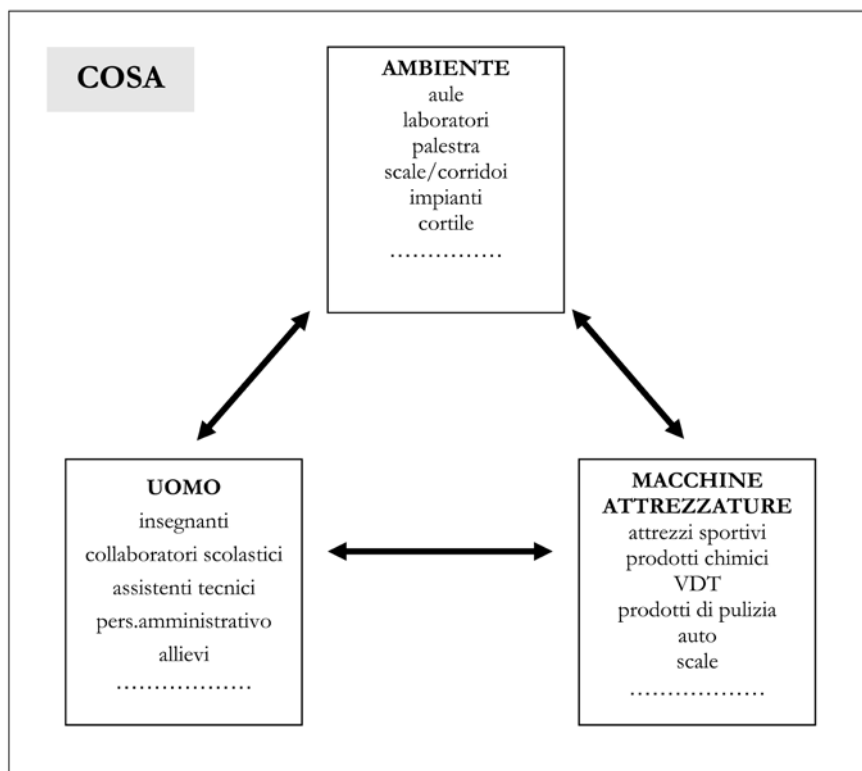 COSA
AMBIENTE
aule
laboratori
palestra
scale/corridoi
impianti
cortile
……………
UOMO
insegnanti
collaboratori scolastici
assistenti tecnici
pers.amministrativo
allievi
………………
MACCHINE
ATTREZZATURE
attrezzi sportivi
prodotti chimici
VDT
prodotti di pulizia
auto
scale
………………